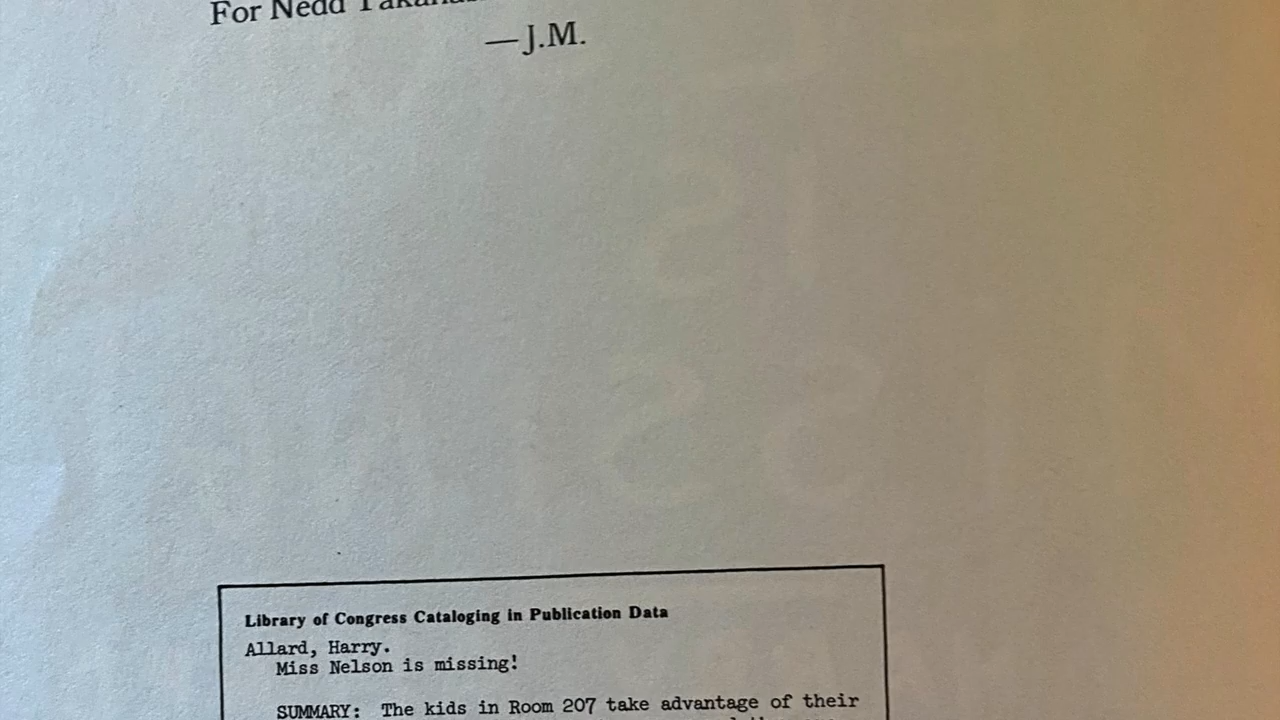 For Nedd
—J.M.
Library of Congress Cataloging in Publication Data
Allard, Harry.
Miss Nelson is missing!
SUMMARY: The kids in Room 207 take advantage of their